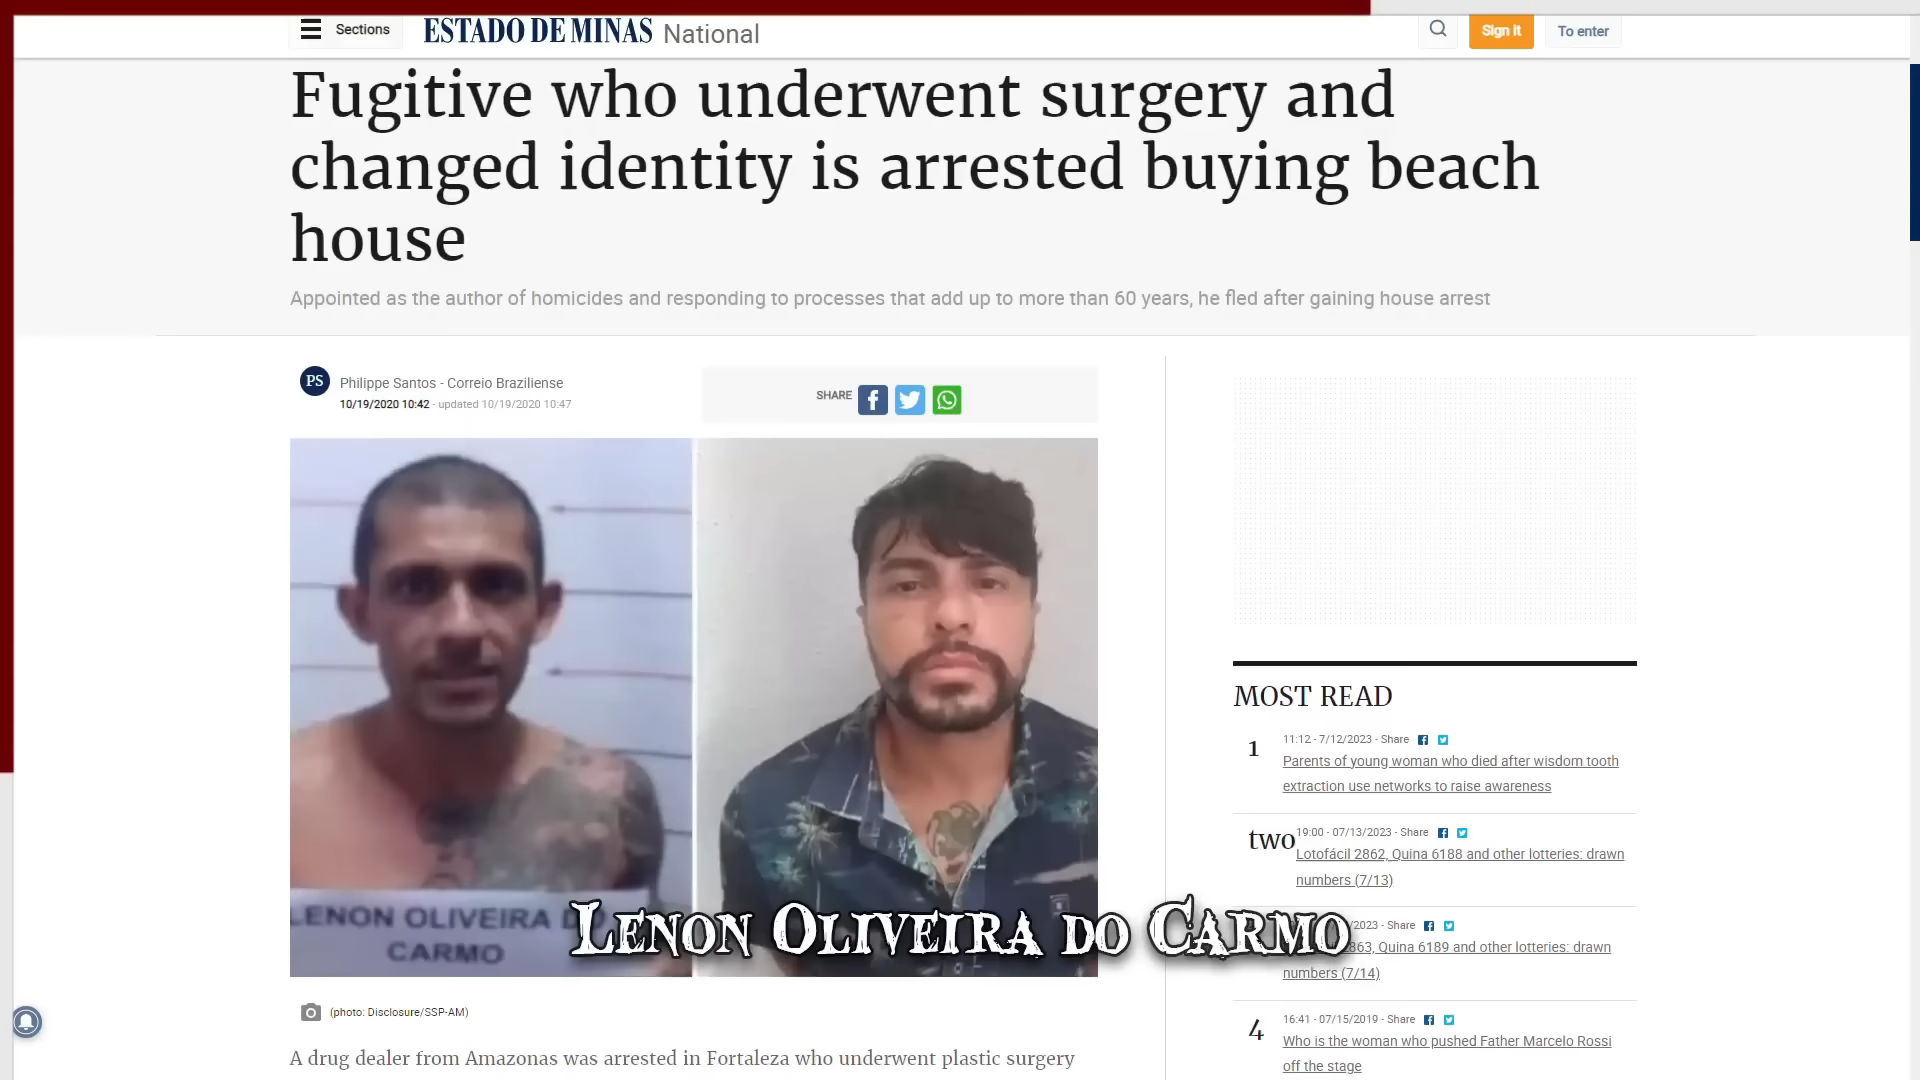 Sections
ESTADO DE MINAS National
Sign it
To enter
Fugitive who underwent surgery and
changed identity is arrested buying beach
house
Appointed as the author of homicides and responding to processes that add up to more than 60 years, he fled after gaining house arrest
PS
Philippe Santos - Correio Braziliense
10/19/2020 10:42 - updated 10/19/2020 10:47
SHARE
LENON OLIVEIRA D
CARMO
LENON OLIVEIRA DO CARMO
(photo: Disclosure/SSP-AM)
A drug dealer from Amazonas was arrested in Fortaleza who underwent plastic surgery
MOST READ
1
11:12 - 7/12/2023 - Share
Parents of young woman who died after wisdom tooth
extraction use networks to raise awareness
two
19:00 - 07/13/2023 - Share
Lotofácil 2862, Quina 6188 and other lotteries: drawn
numbers (7/13)
/2023 - Share
863, Quina 6189 and other lotteries: drawn
numbers (7/14)
4
16:41 - 07/15/2019 - Share
Who is the woman who pushed Father Marcelo Rossi
off the stage